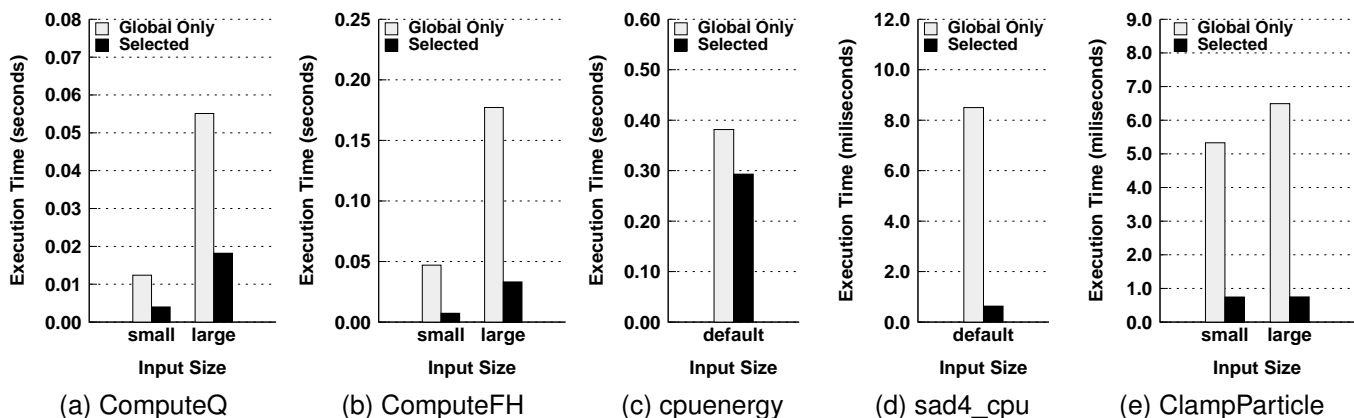 Execution Time (seconds)
0.08
0.07
0.06
0.05
0.04
0.03
0.02
0.01
0.00
Global Only
Selected
small large
Input Size
(a) ComputeQ
Execution Time (seconds)
0.25
0.20
0.15
0.10
0.05
0.00
Global Only
Selected
small large
Input Size
(b) ComputeFH
Execution Time (seconds)
0.60
0.50
0.40
0.30
0.20
0.10
0.00
Global Only
Selected
default
Input Size
(c) cpuenergy
Execution Time (miliseconds)
12.0
10.0
8.0
6.0
4.0
2.0
0.0
Global Only
Selected
default
Input Size
(d) sad4_cpu
Execution Time (miliseconds)
9.0
8.0
7.0
6.0
5.0
4.0
3.0
2.0
1.0
0.0
Global Only
Selected
small large
Input Size
(e) ClampParticle